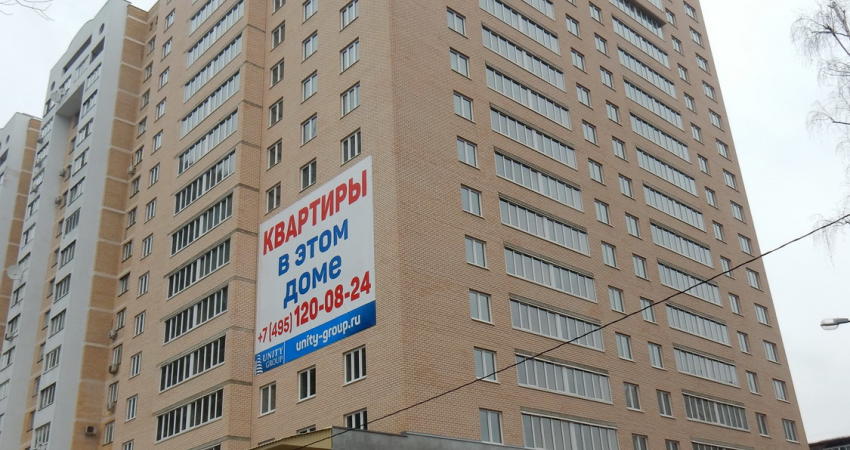 КВАРТИРЫ
В ЭТОМ
ДОМЕ
+7 (495) 120-08-24
UNITY
GROUP
unity-group.ru